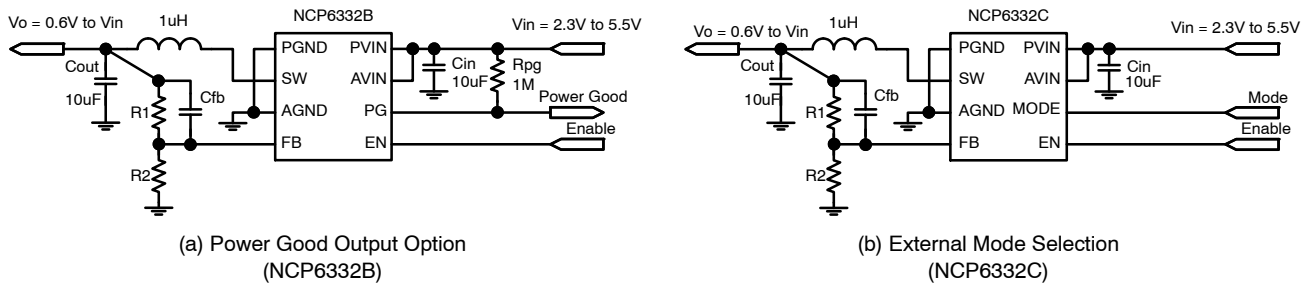 NCP6332B
Vo = 0.6V to Vin
1uH
Vin = 2.3V to 5.5V
PGND
PVIN
Cout
10uF
SW
AVIN
Cin
10uF
Rpg
1M
Cfb
R1
AGND
PG
Power Good
FB
EN
Enable
R2
(a) Power Good Output Option
(NCP6332B)
NCP6332C
Vo = 0.6V to Vin
1uH
Vin = 2.3V to 5.5V
PGND
PVIN
Cout
10uF
SW
AVIN
Cin
10uF
Cfb
R1
AGND
MODE
Mode
FB
EN
Enable
R2
(b) External Mode Selection
(NCP6332C)